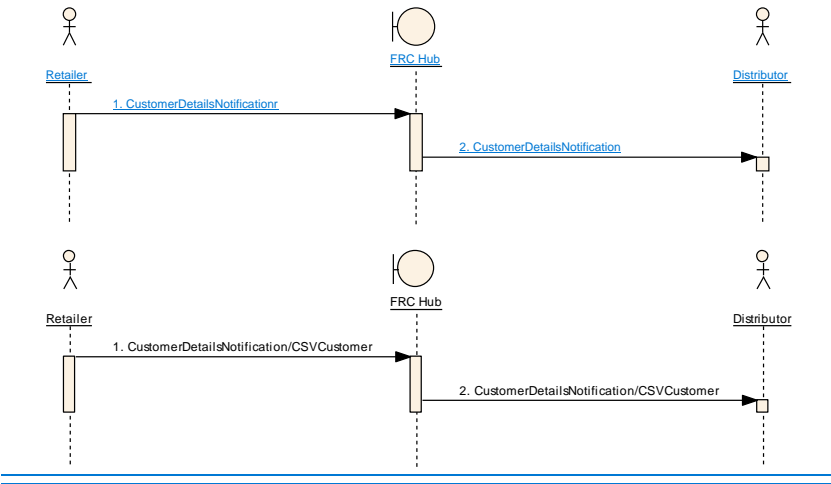 FRC Hub
Retailer
Distributor
1. CustomerDetailsNotificationr
2. CustomerDetailsNotification
FRC Hub
Retailer
Distributor
1. CustomerDetailsNotification/CSVCustomer
2. CustomerDetailsNotification/CSVCustomer